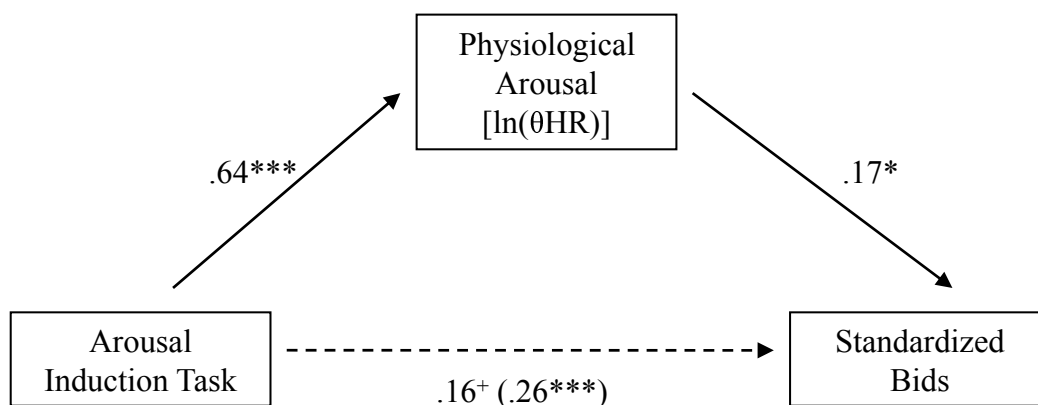 Physiological
Arousal
[ln(θHR)]
.64***
.17*
Arousal
Induction Task
Standardized
Bids
.16⁺ (.26***)